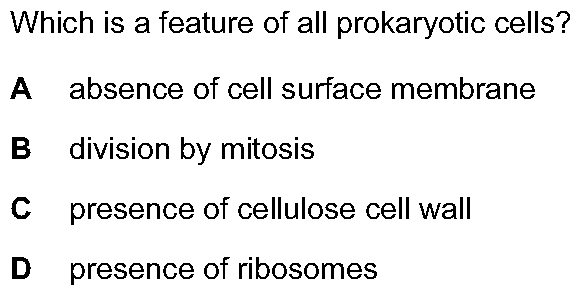 Which is a feature of all prokaryotic cells?
A absence of cell surface membrane
B division by mitosis
C presence of cellulose cell wall
D presence of ribosomes